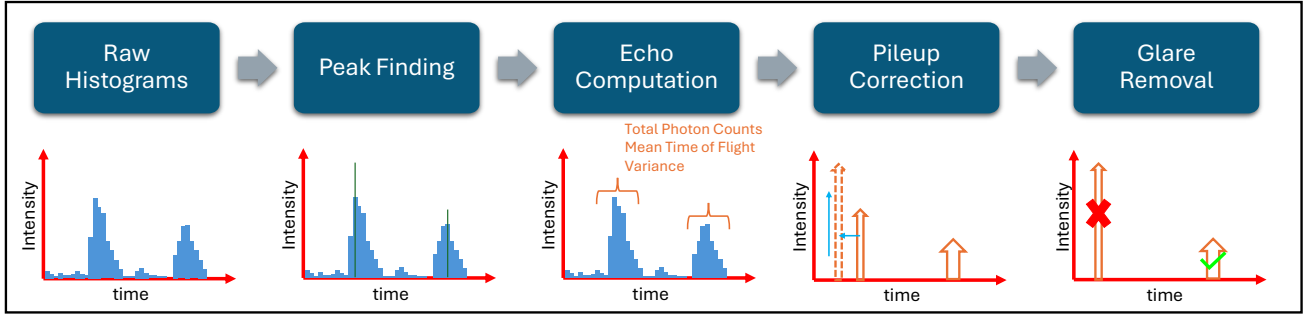 Raw
Histograms
Peak Finding
Echo
Computation
Pileup
Correction
Glare
Removal
Total Photon Counts
Mean Time of Flight
Variance
Intensity
time
Intensity
time
Intensity
time
Intensity
time
Intensity
time